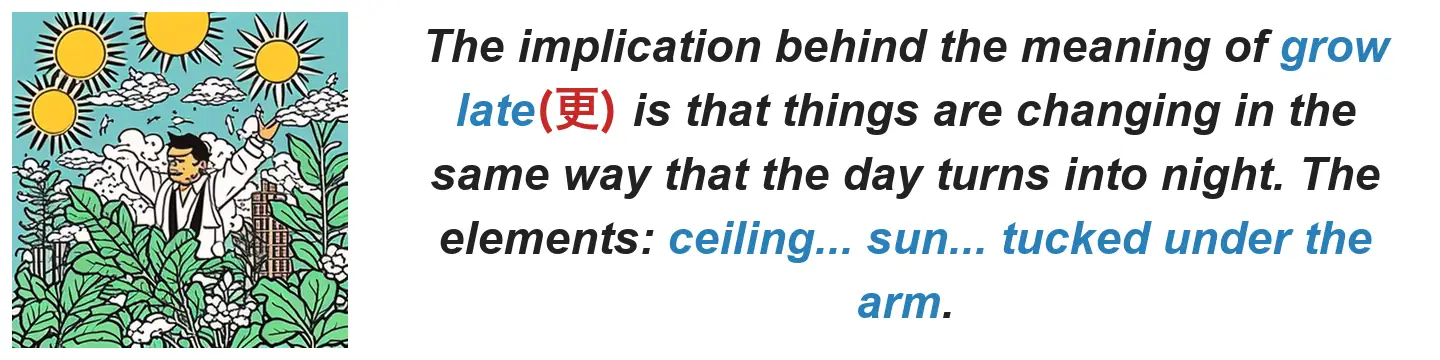 The implication behind the meaning of grow
late(更) is that things are changing in the
same way that the day turns into night. The
elements: ceiling... sun... tucked under the
arm.